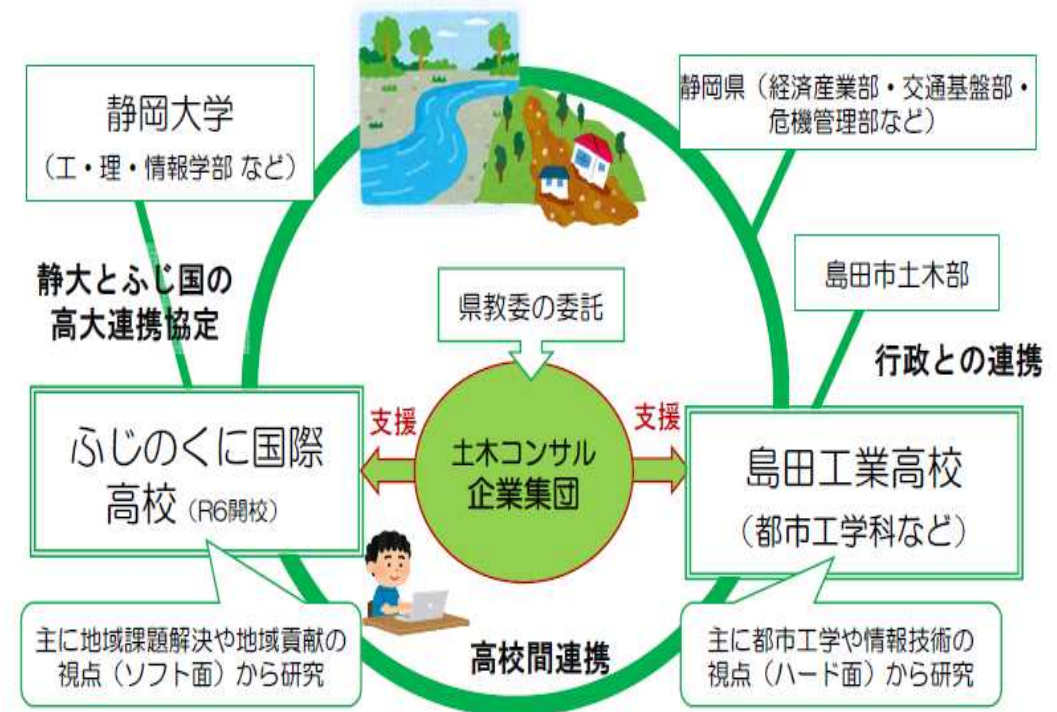 静岡大学
（工・理・情報学部 など）
静岡県（経済産業部・交通基盤部・
危機管理部など）
静大とふじ国の
高大連携協定
県教委の委託
島田市土木部
行政との連携
ふじのくに国際
高校（R6開校）
支援
土木コンサル
企業集団
支援
島田工業高校
（都市工学科など）
主に地域課題解決や地域貢献の
視点（ソフト面）から研究
高校間連携
主に都市工学や情報技術の
視点（ハード面）から研究